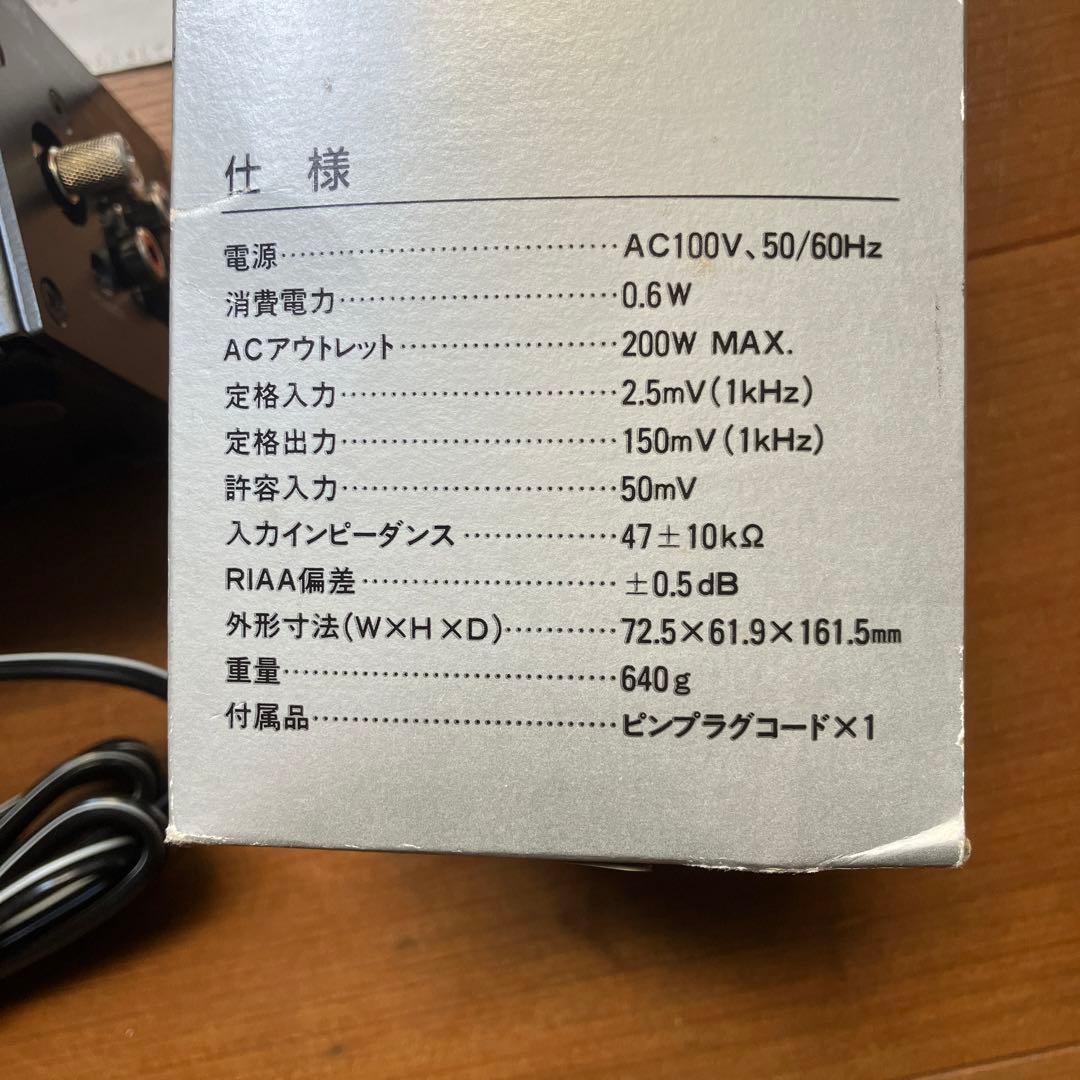 仕様
電源……………………………AC100V、50/60Hz
消費電力………………………0.6W
ACアウトレット…………………200W MAX.
定格入力………………………2.5mV(1kHz)
定格出力………………………150mV(1kHz)
許容入力………………………50mV
入力インピーダンス……………47±10kΩ
RIAA偏差……………………±0.5dB
外形寸法(W×H×D)…………72.5×61.9×161.5mm
重量……………………………640g
付属品…………………………ピンプラグコード×1